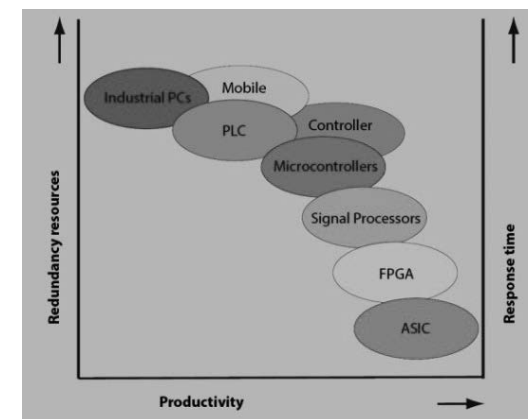 Redundancy resources
Industrial PCs
Mobile
PLC
Controller
Microcontrollers
Signal Processors
FPGA
ASIC
Response time
Productivity